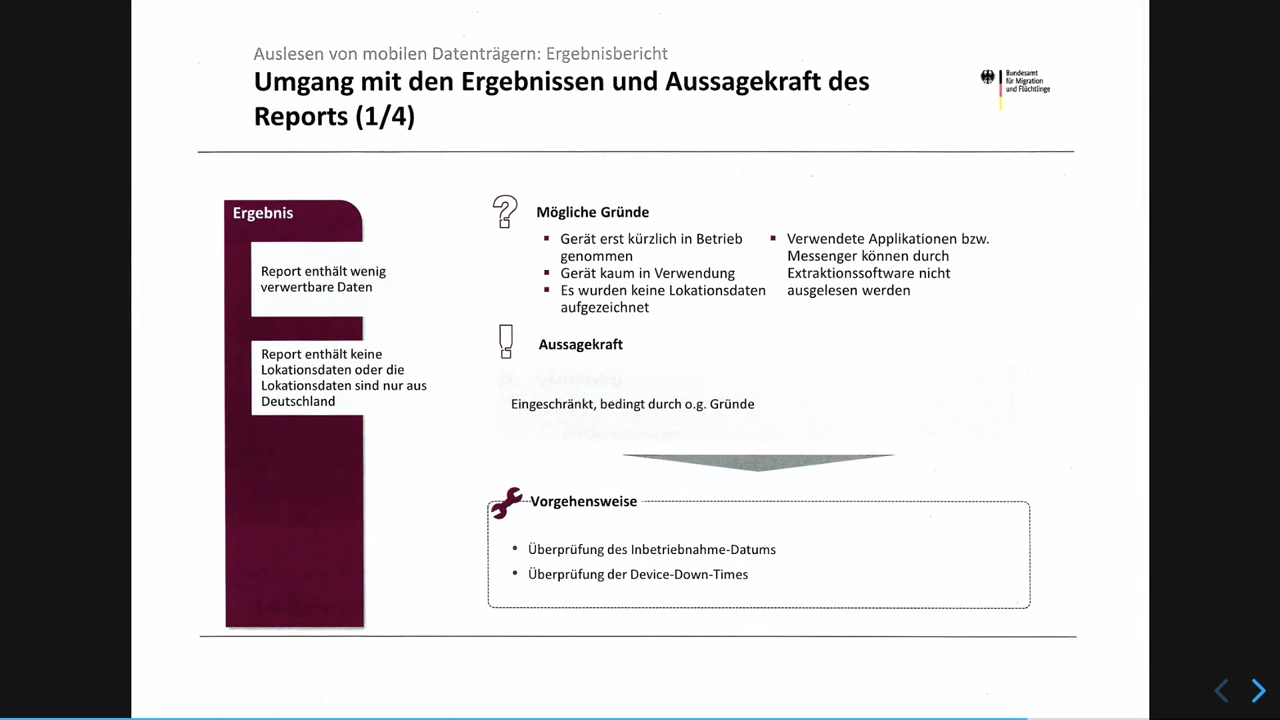 Auslesen von mobilen Datenträgern: Ergebnisbericht
Umgang mit den Ergebnissen und Aussagekraft des
Reports (1/4)
Bundesamt
für Migration
und Flüchtlinge
Ergebnis
Report enthält wenig
verwertbare Daten
Report enthält keine
Lokationsdaten oder die
Lokationsdaten sind nur aus
Deutschland
Mögliche Gründe
▪ Gerät erst kürzlich in Betrieb
genommen
▪ Gerät kaum in Verwendung
▪ Es wurden keine Lokationsdaten
aufgezeichnet
▪ Verwendete Applikationen bzw.
Messenger können durch
Extraktionssoftware nicht
ausgelesen werden
Aussagekraft
Eingeschränkt, bedingt durch o.g. Gründe
Vorgehensweise
• Überprüfung des Inbetriebnahme-Datums
• Überprüfung der Device-Down-Times